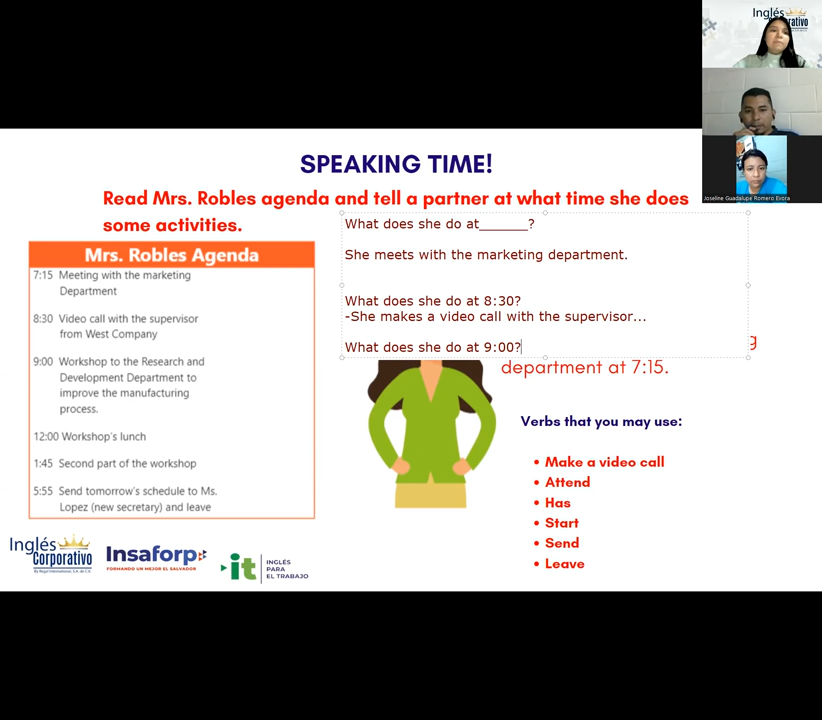 Inglés
SPEAKING TIME!
Read Mrs. Robles agenda and tell a partner at what time she does
some activities.
Joseline Guadalupe Romero Elvora
What does she do at______?
She meets with the marketing department.
What does she do at 8:30?
-She makes a video call with the supervisor...
What does she do at 9:00?
g
department at 7:15.
Mrs. Robles Agenda
7:15 Meeting with the marketing
Department
8:30 Video call with the supervisor
from West Company
9:00 Workshop to the Research and
Development Department to
improve the manufacturing
process.
12:00 Workshop's lunch
1:45 Second part of the workshop
5:55 Send tomorrow's schedule to Ms.
Lopez (new secretary) and leave
Verbs that you may use:
• Make a video call
• Attend
• Has
• Start
• Send
• Leave
Inglés
Corporativo
By Regal International, S.A. de C.V.
Insaforp
FORMANDO UN MEJOR EL SALVADOR
it
INGLÉS
PARA
EL TRABAJO